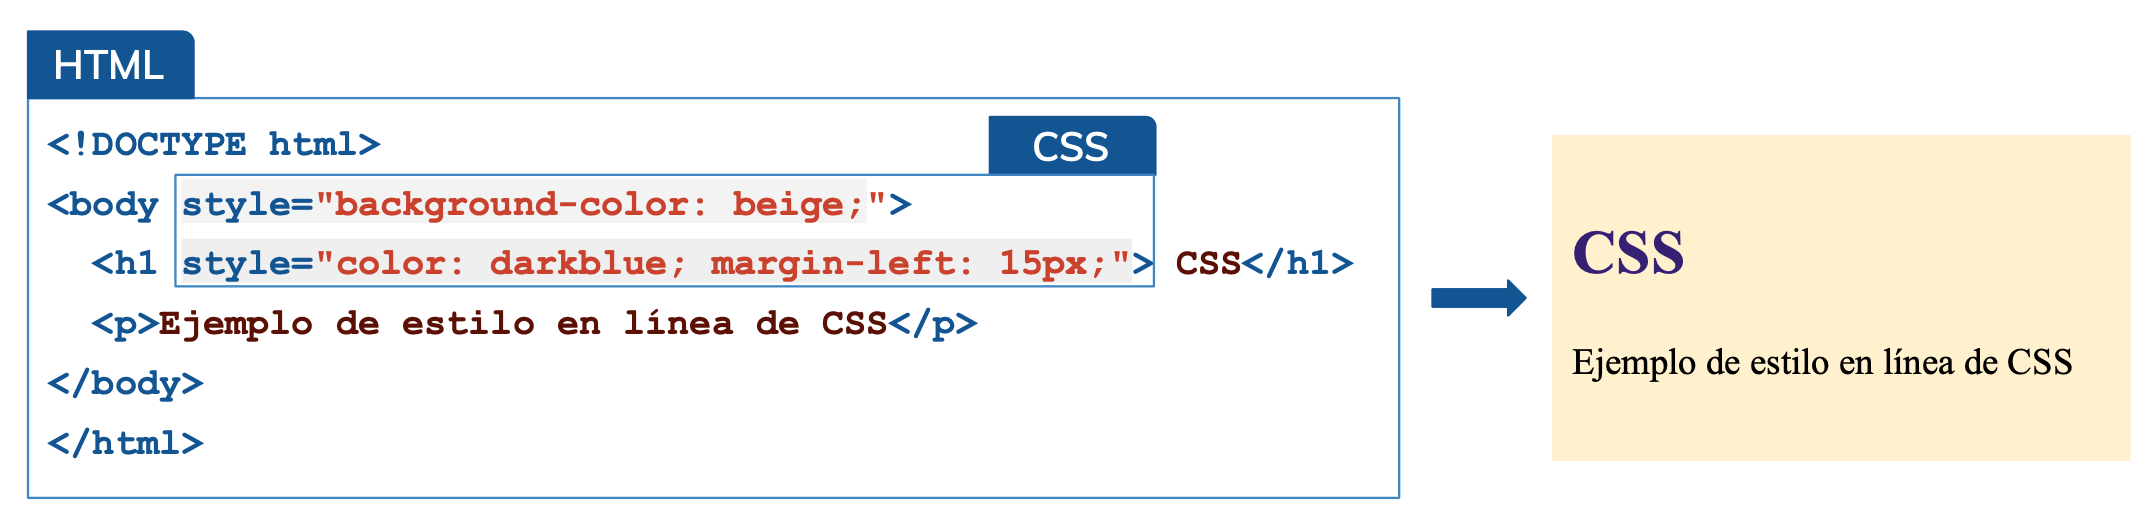 HTML
<!DOCTYPE html>
CSS
<body style="background-color: beige;">
<h1 style="color: darkblue; margin-left: 15px;"> CSS</h1>
<p>Ejemplo de estilo en línea de CSS</p>
</body>
</html>
CSS
Ejemplo de estilo en línea de CSS